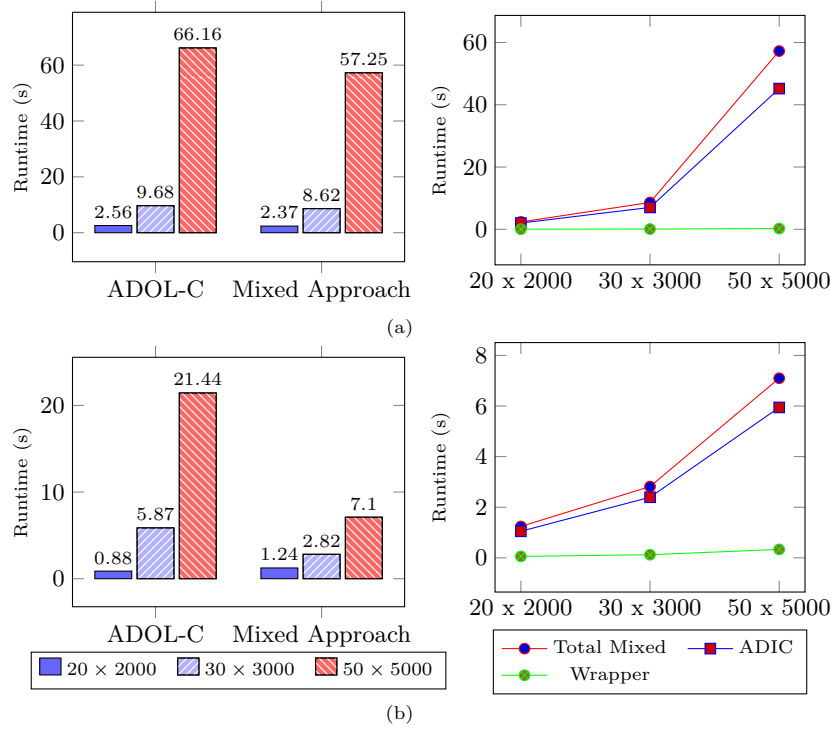 66.16
57.25
9.68
8.62
2.56
2.37
60
40
20
0
Runtime (s)
ADOL-C
Mixed Approach
60
40
20
0
Runtime (s)
20 x 2000
30 x 3000
50 x 5000
(a)
21.44
5.87
7.1
0.88
1.24
2.82
20
10
0
Runtime (s)
ADOL-C
Mixed Approach
20 × 2000
30 × 3000
50 × 5000
8
6
4
2
0
Runtime (s)
20 x 2000
30 x 3000
50 x 5000
Total Mixed
ADIC
Wrapper
(b)